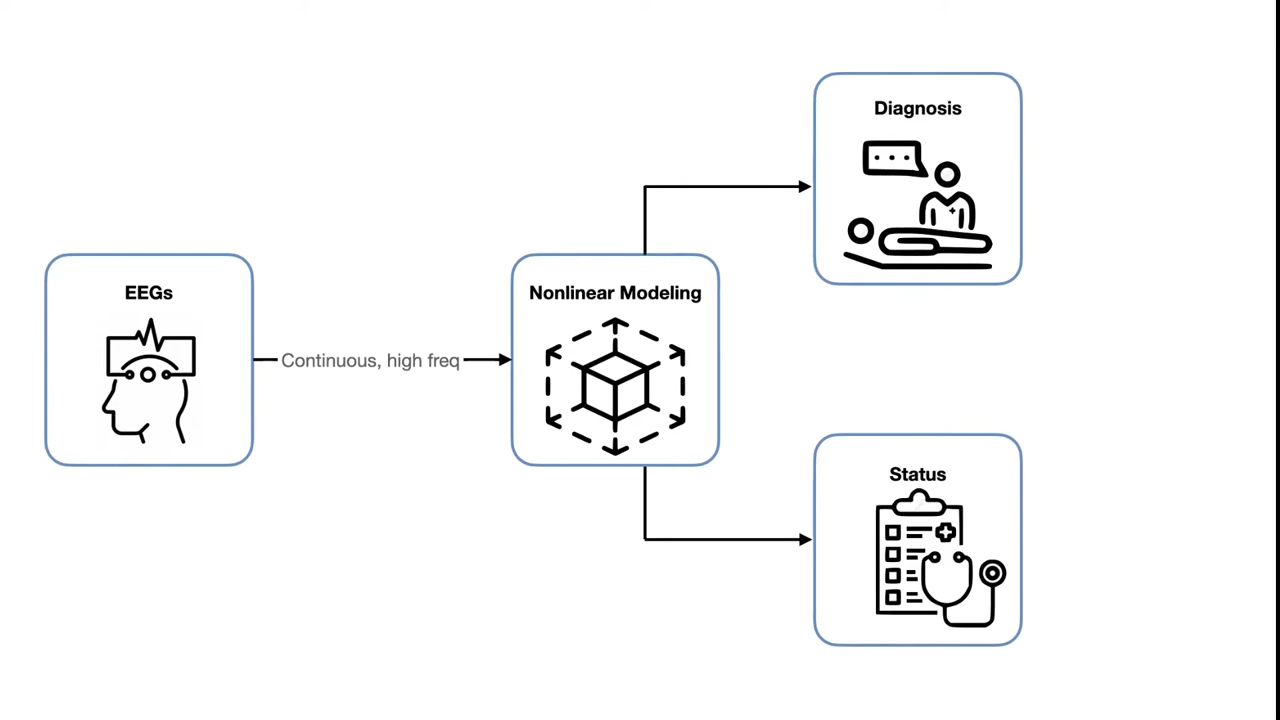 EEGs
Continuous, high freq
Nonlinear Modeling
Diagnosis
Status